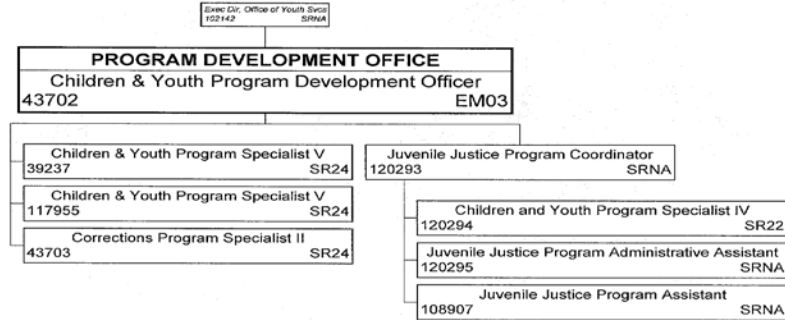 Exec Dir, Office of Youth Svcs
102142 SRNA
PROGRAM DEVELOPMENT OFFICE
Children & Youth Program Development Officer
43702 EM03
Children & Youth Program Specialist V
39237 SR24
Children & Youth Program Specialist V
117955 SR24
Corrections Program Specialist II
43703 SR24
Juvenile Justice Program Coordinator
120293 SRNA
Children and Youth Program Specialist IV
120294 SR22
Juvenile Justice Program Administrative Assistant
120295 SRNA
Juvenile Justice Program Assistant
108907 SRNA